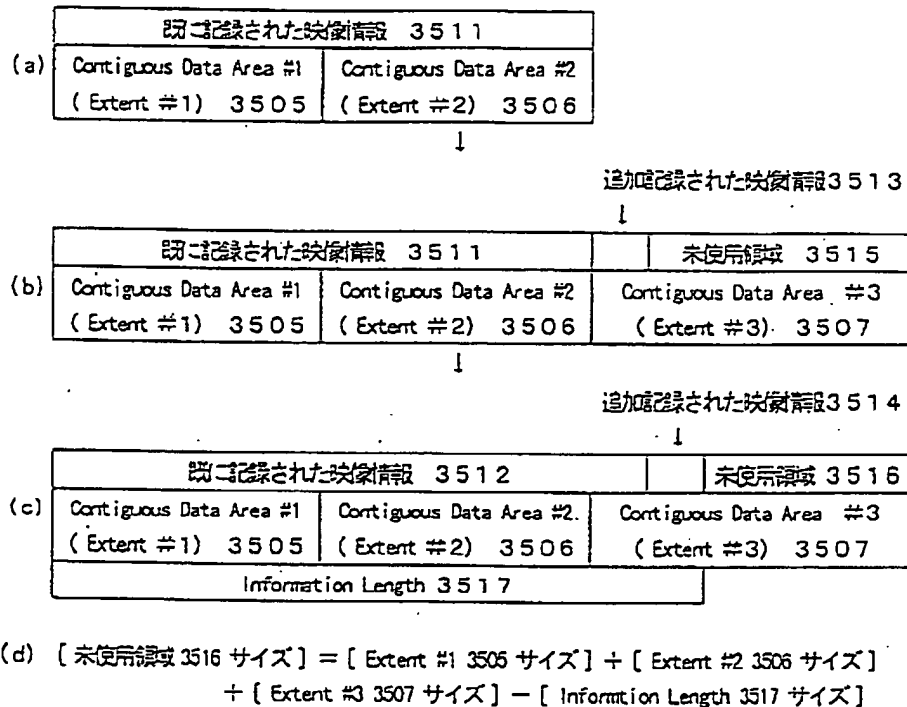 既に記録された映像情報 3511
(a)
Contiguous Data Area #1
(Extent #1) 3505
Contiguous Data Area #2
(Extent #2) 3506
↓
追加記録された映像情報3513
↓
既に記録された映像情報 3511
未使用領域 3515
(b)
Contiguous Data Area #1
(Extent #1) 3505
Contiguous Data Area #2
(Extent #2) 3506
Contiguous Data Area #3
(Extent #3) 3507
↓
追加記録された映像情報3514
↓
既に記録された映像情報 3512
未使用領域 3516
(c)
Contiguous Data Area #1
(Extent #1) 3505
Contiguous Data Area #2
(Extent #2) 3506
Contiguous Data Area #3
(Extent #3) 3507
Information Length 3517
(d) [未使用領域 3516 サイズ] = [Extent #1 3505 サイズ] + [Extent #2 3506 サイズ]
+ [Extent #3 3507 サイズ] − [Informtion Length 3517 サイズ]